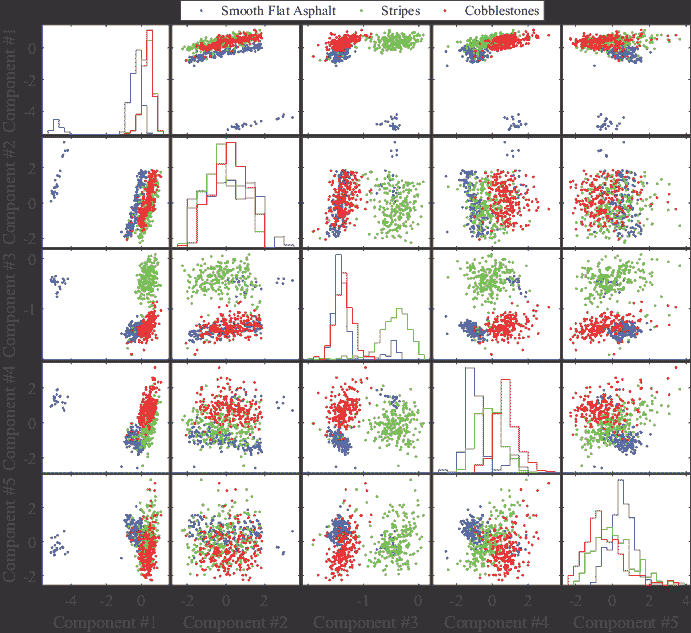 Smooth Flat Asphalt Stripes Cobblestones
Component #1
0
-2
-4
Component #2
2
0
-2
Component #3
0
-1
Component #4
2
0
-2
Component #5
2
0
-2
-4 -2 0 -2 0 2 -1 0 -2 0 2 -2 0 2 4
Component #1 Component #2 Component #3 Component #4 Component #5